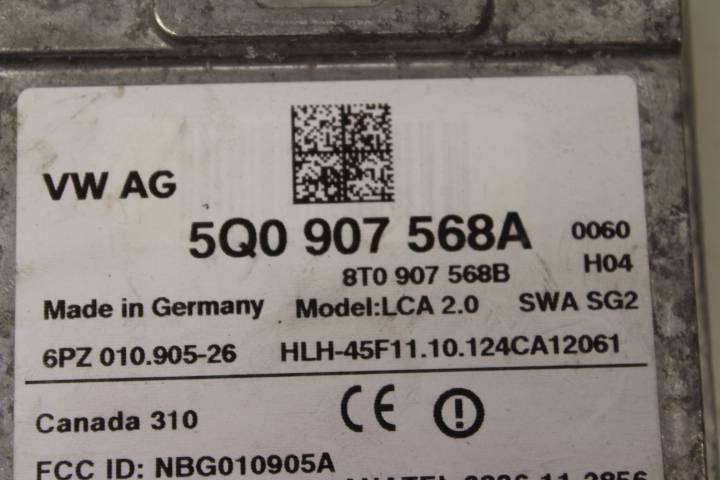 VW AG
5Q0 907 568A 0060
8T0 907 568B H04
Made in Germany Model:LCA 2.0 SWA SG2
6PZ 010.905-26 HLH-45F11.10.124CA12061
Canada 310
FCC ID: NBG010905A